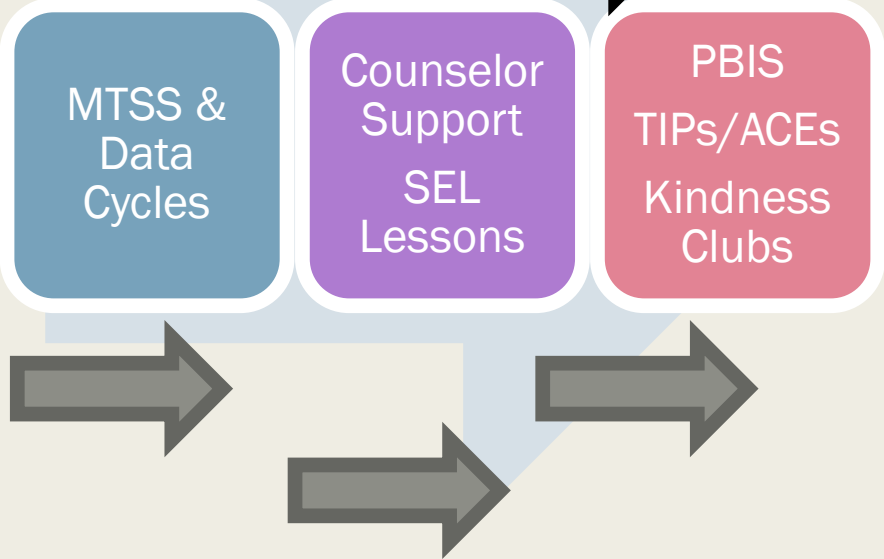 MTSS &
Data
Cycles
Counselor
Support
SEL
Lessons
PBIS
TIPs/ACEs
Kindness
Clubs